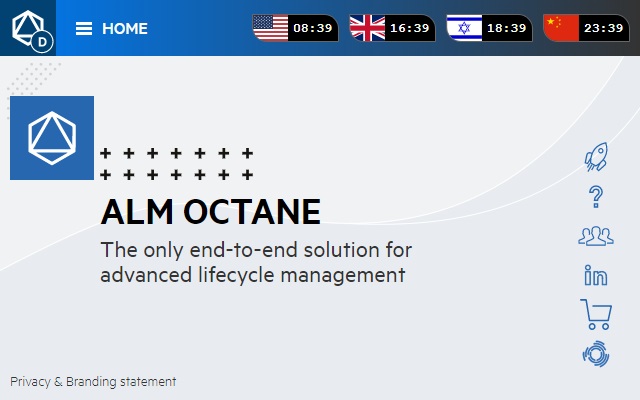 D
HOME
08:39
16:39
18:39
23:39
ALM OCTANE
The only end-to-end solution for
advanced lifecycle management
?
in
Privacy & Branding statement